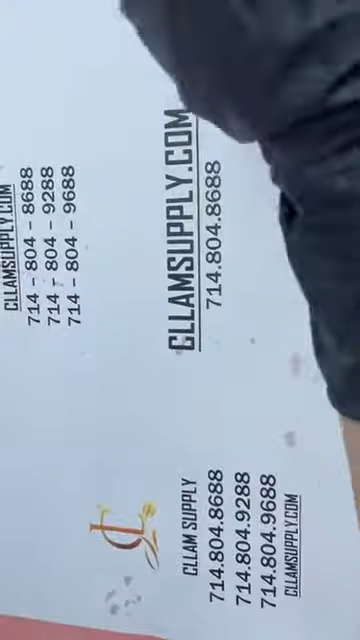 CLLAMSUPPLY.COM
714 - 804 - 8688
714 - 804 - 9288
714 - 804 - 9688
CLLAMSUPPLY.COM
714.804.8688
CL
CLLAM SUPPLY
714.804.8688
714.804.9288
714.804.9688
CLLAMSUPPLY.COM